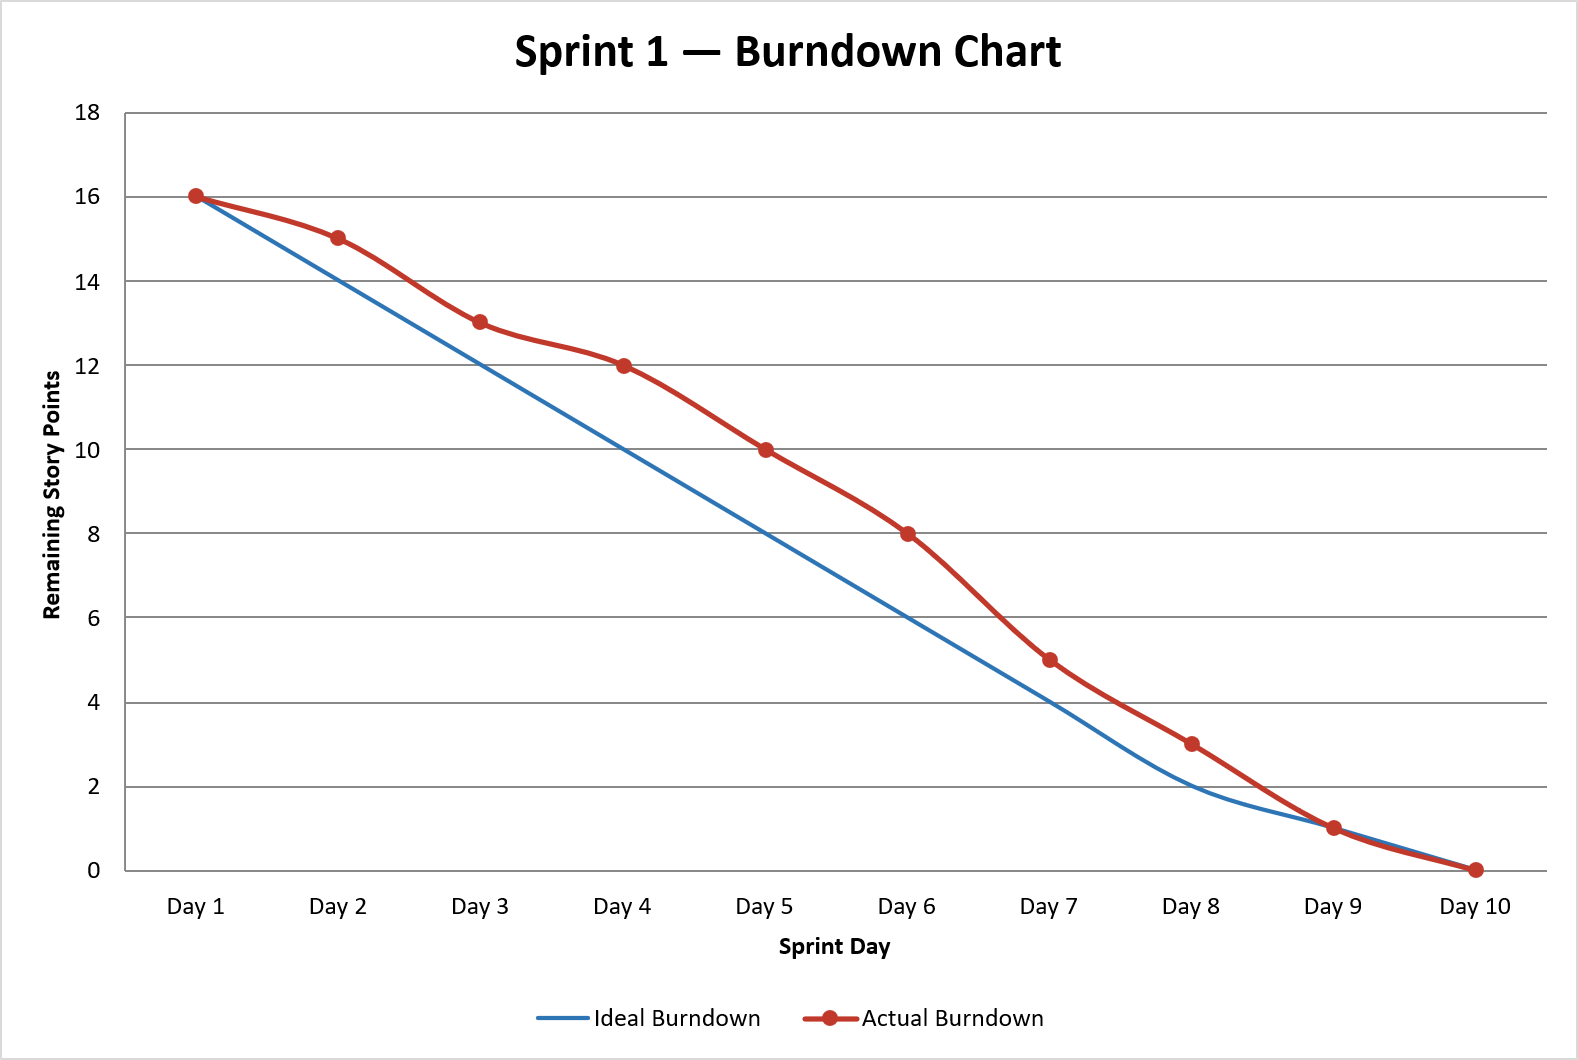 Sprint 1 — Burndown Chart
18
16
14
12
10
8
6
4
2
0
Remaining Story Points
Day 1 Day 2 Day 3 Day 4 Day 5 Day 6 Day 7 Day 8 Day 9 Day 10
Sprint Day
Ideal Burndown Actual Burndown